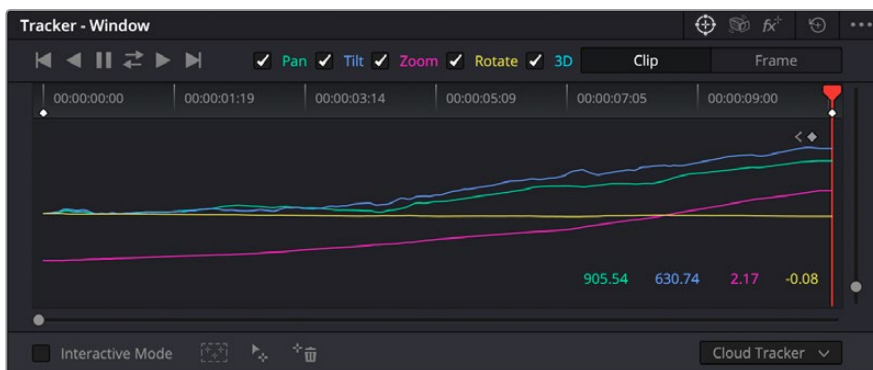 Tracker - Window
Pan Tilt Zoom Rotate 3D Clip Frame
00:00:00:00 00:00:01:19 00:00:03:14 00:00:05:09 00:00:07:05 00:00:09:00
905.54 630.74 2.17 -0.08
Interactive Mode Cloud Tracker